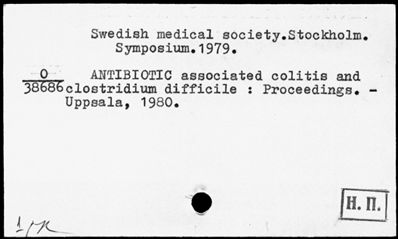 Swedish medical society.Stockholm.
Symposium.1979.
O
38686
ANTIBIOTIC associated colitis and
clostridium difficile : Proceedings. -
Uppsala, 1980.
Н. П.